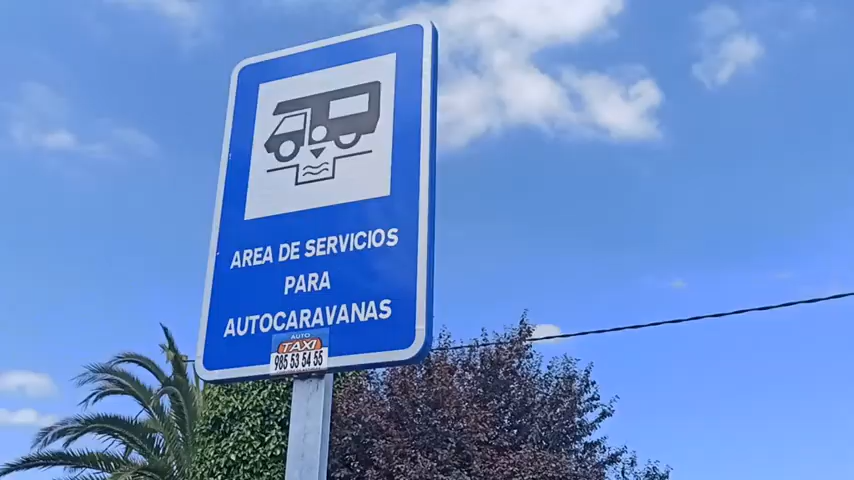 AREA DE SERVICIOS
PARA
AUTOCARAVANAS
AUTO
TAXI
985 53 54 55